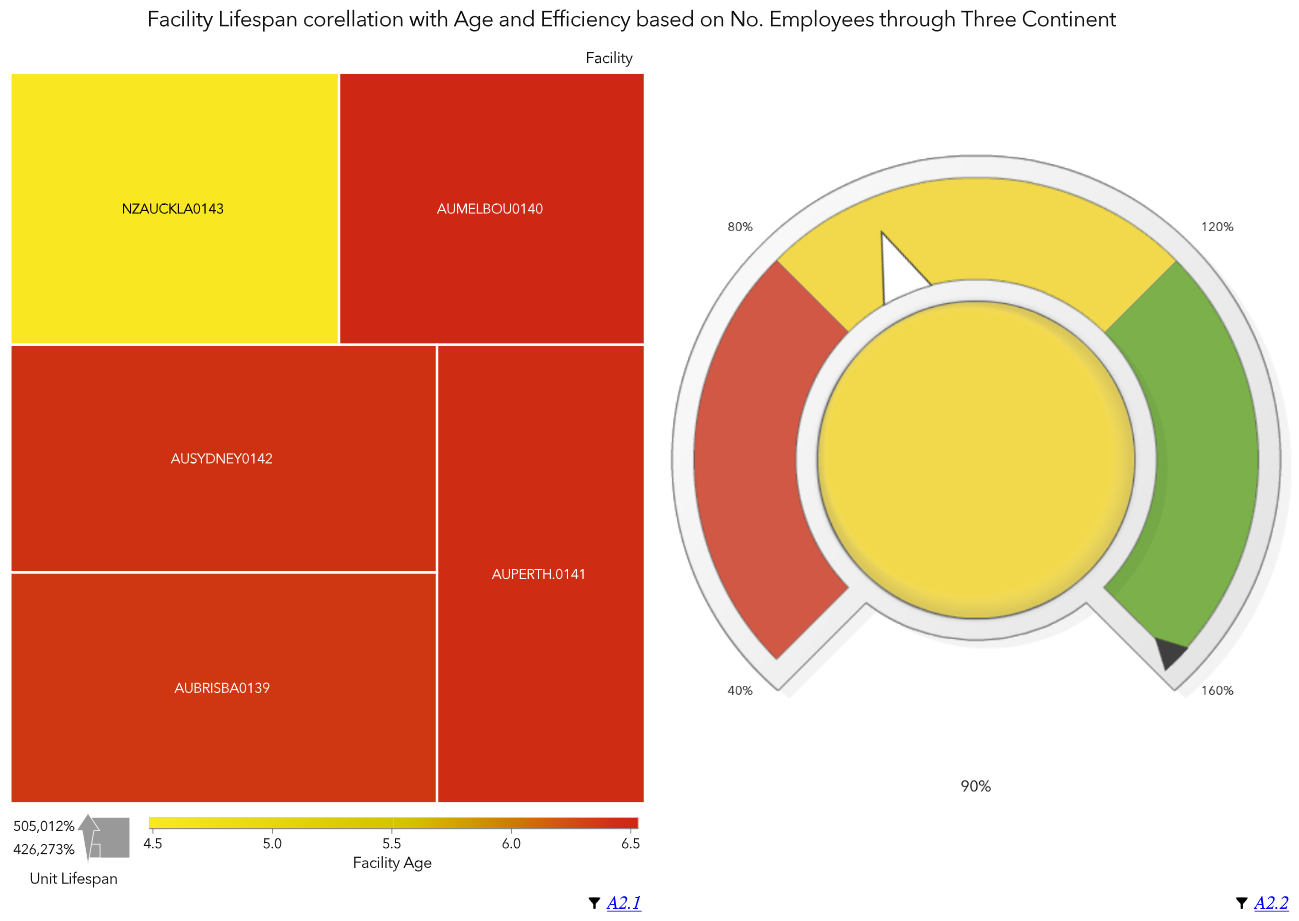 Facility Lifespan corellation with Age and Efficiency based on No. Employees through Three Continent
Facility
NZAUCKLA0143
AUMELBOU0140
AUSYDNEY0142
AUPERTH.0141
AUBRISBA0139
505,012%
426,273%
Unit Lifespan
4.5 5.0 5.5 6.0 6.5
Facility Age
A2.1
80% 120%
40% 160%
90%
A2.2